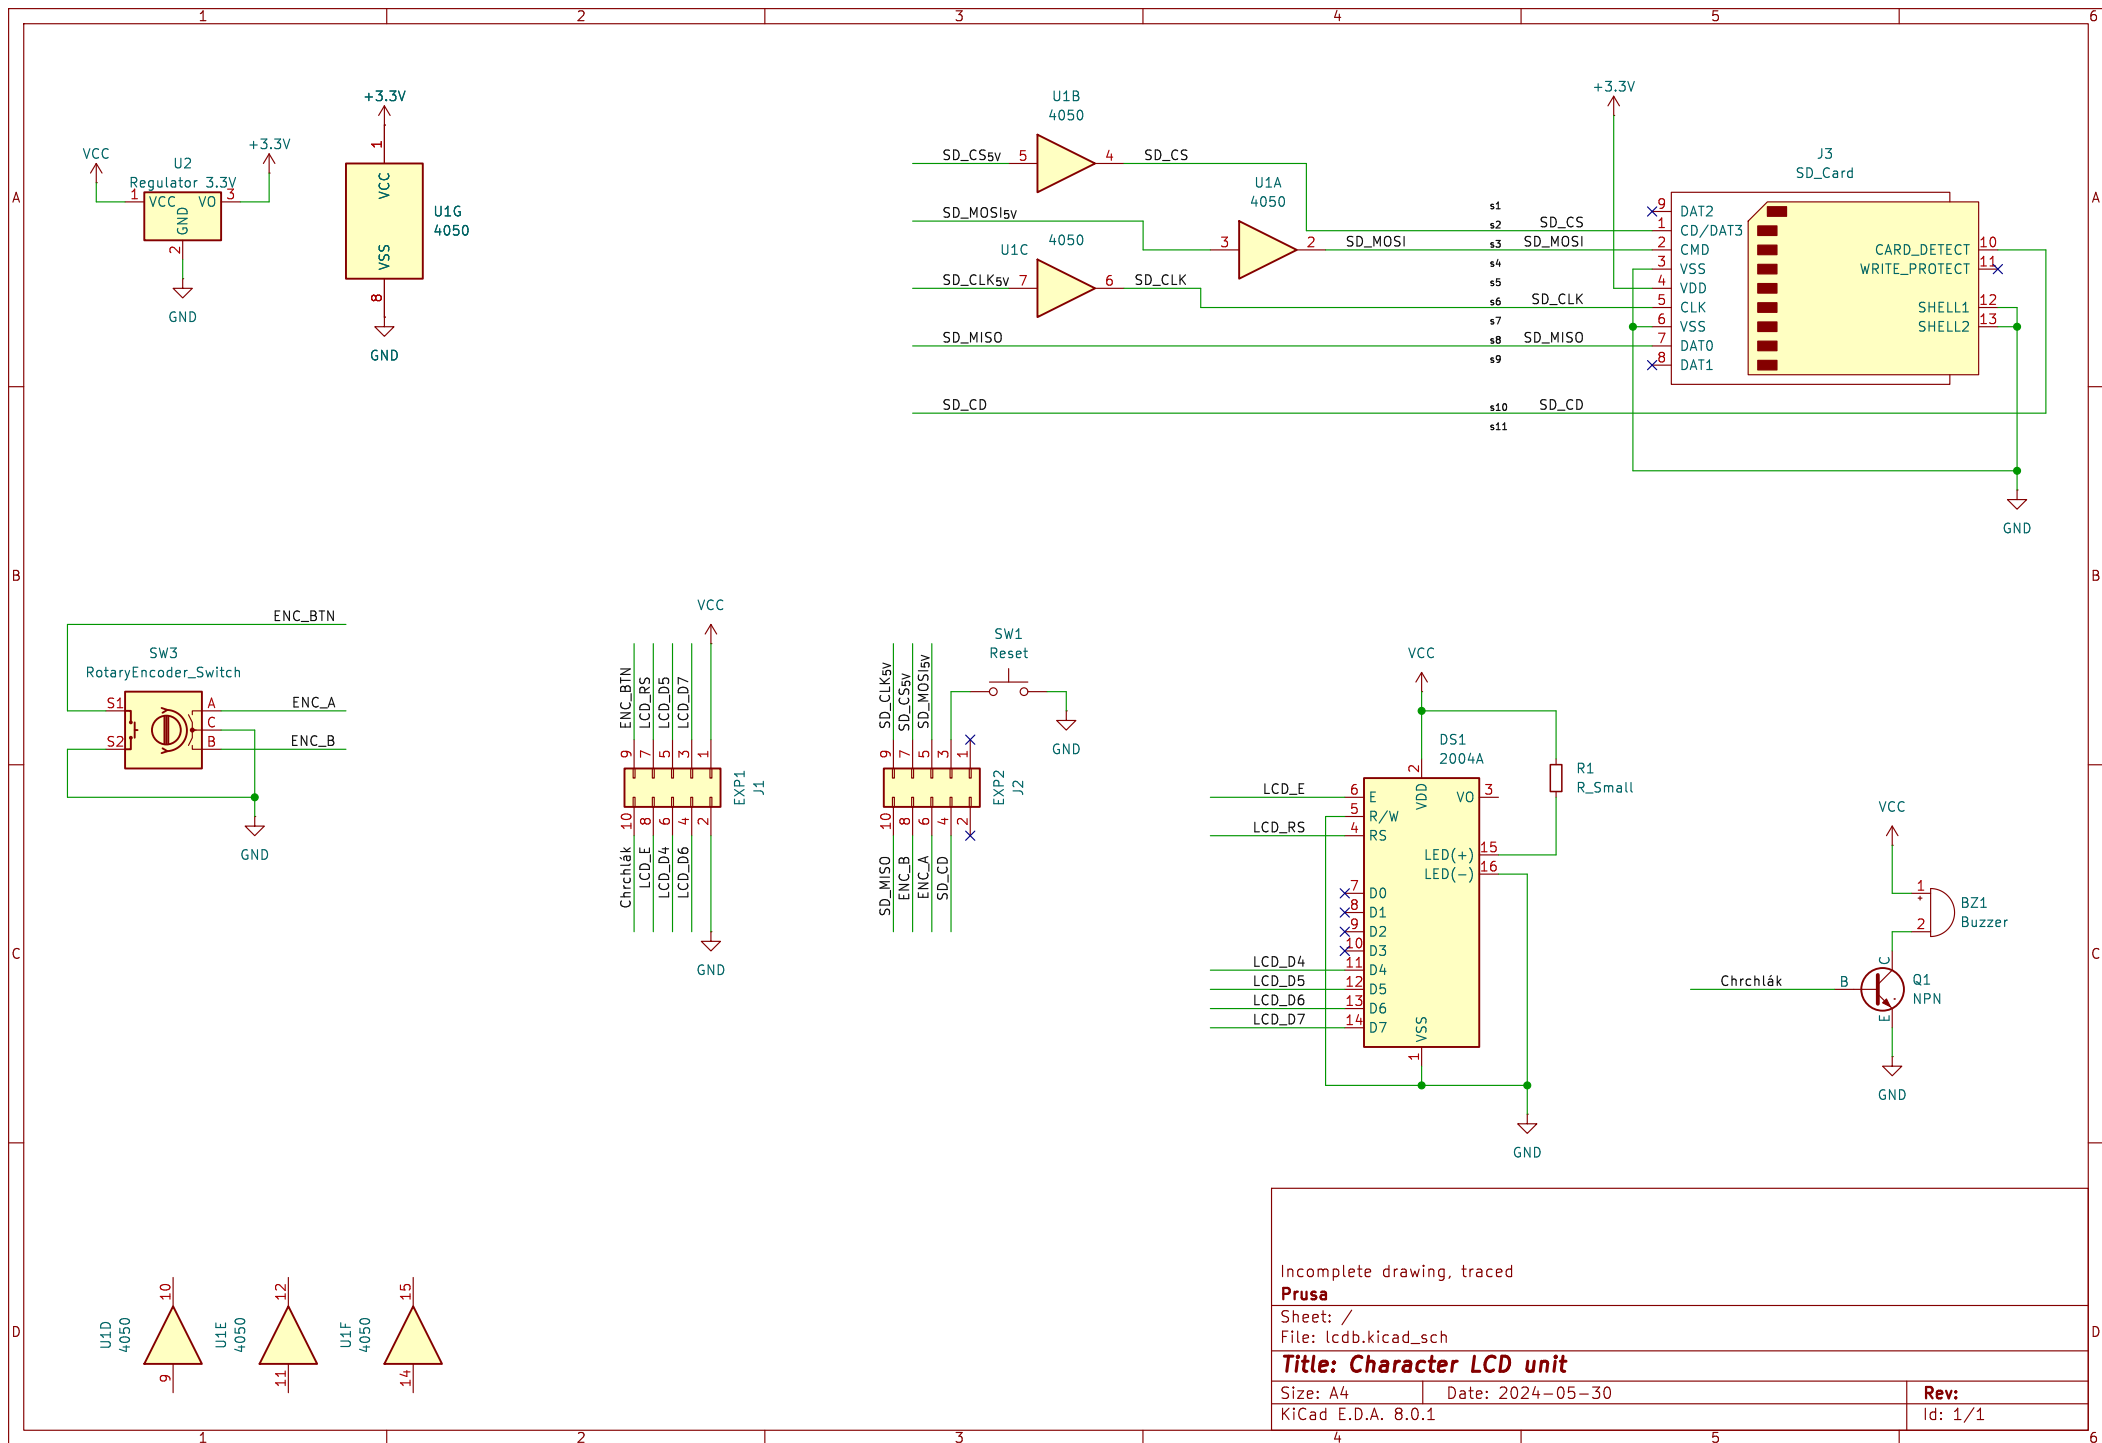 1 2 3 4 5 6
A
B
C
D
VCC
+3.3V
U2
Regulator 3.3V
1 VCC VO 3
GND
2
GND
+3.3V
1
VCC
VSS
8
U1G
4050
GND
U1B
4050
SD_CS5V 5 4 SD_CS
U1A
4050
SD_MOSI5V 3 2 SD_MOSI
4050
U1C
SD_CLK5V 7 6 SD_CLK
SD_MISO
SD_CD
s1
s2 SD_CS
s3 SD_MOSI
s4
s5
s6 SD_CLK
s7
s8 SD_MISO
s9
s10 SD_CD
s11
+3.3V
J3
SD_Card
9 DAT2
1 CD/DAT3
2 CMD
3 VSS
4 VDD
5 CLK
6 VSS
7 DAT0
8 DAT1
CARD_DETECT 10
WRITE_PROTECT 11
SHELL1 12
SHELL2 13
GND
A
B
ENC_BTN
SW3
RotaryEncoder_Switch
S1 A ENC_A
C
S2 B ENC_B
GND
VCC
ENC_BTN LCD_RS LCD_D5 LCD_D7
9 7 5 3 1
EXP1
J1
10 8 6 4 2
Chrchlák LCD_E LCD_D4 LCD_D6
GND
SD_CLK5V SD_CS5V SD_MOSI5V
9 7 5 3 1
EXP2
J2
10 8 6 4 2
SD_MISO ENC_B ENC_A SD_CD
SW1
Reset
GND
VCC
DS1
2004A
2
VDD
LCD_E 6 E VO 3
5 R/W
LCD_RS 4 RS
LED(+) 15
LED(-) 16
7 D0
8 D1
9 D2
10 D3
LCD_D4 11 D4
LCD_D5 12 D5
LCD_D6 13 D6
LCD_D7 14 D7
VSS
1
R1
R_Small
GND
VCC
1
+
2
BZ1
Buzzer
C
Chrchlák B
E
Q1
NPN
GND
C
D
U1D
4050
10
9
U1E
4050
12
11
U1F
4050
15
14
Incomplete drawing, traced
Prusa
Sheet: /
File: lcdb.kicad_sch
Title: Character LCD unit
Size: A4 Date: 2024-05-30 Rev:
KiCad E.D.A. 8.0.1 Id: 1/1
1 2 3 4 5 6